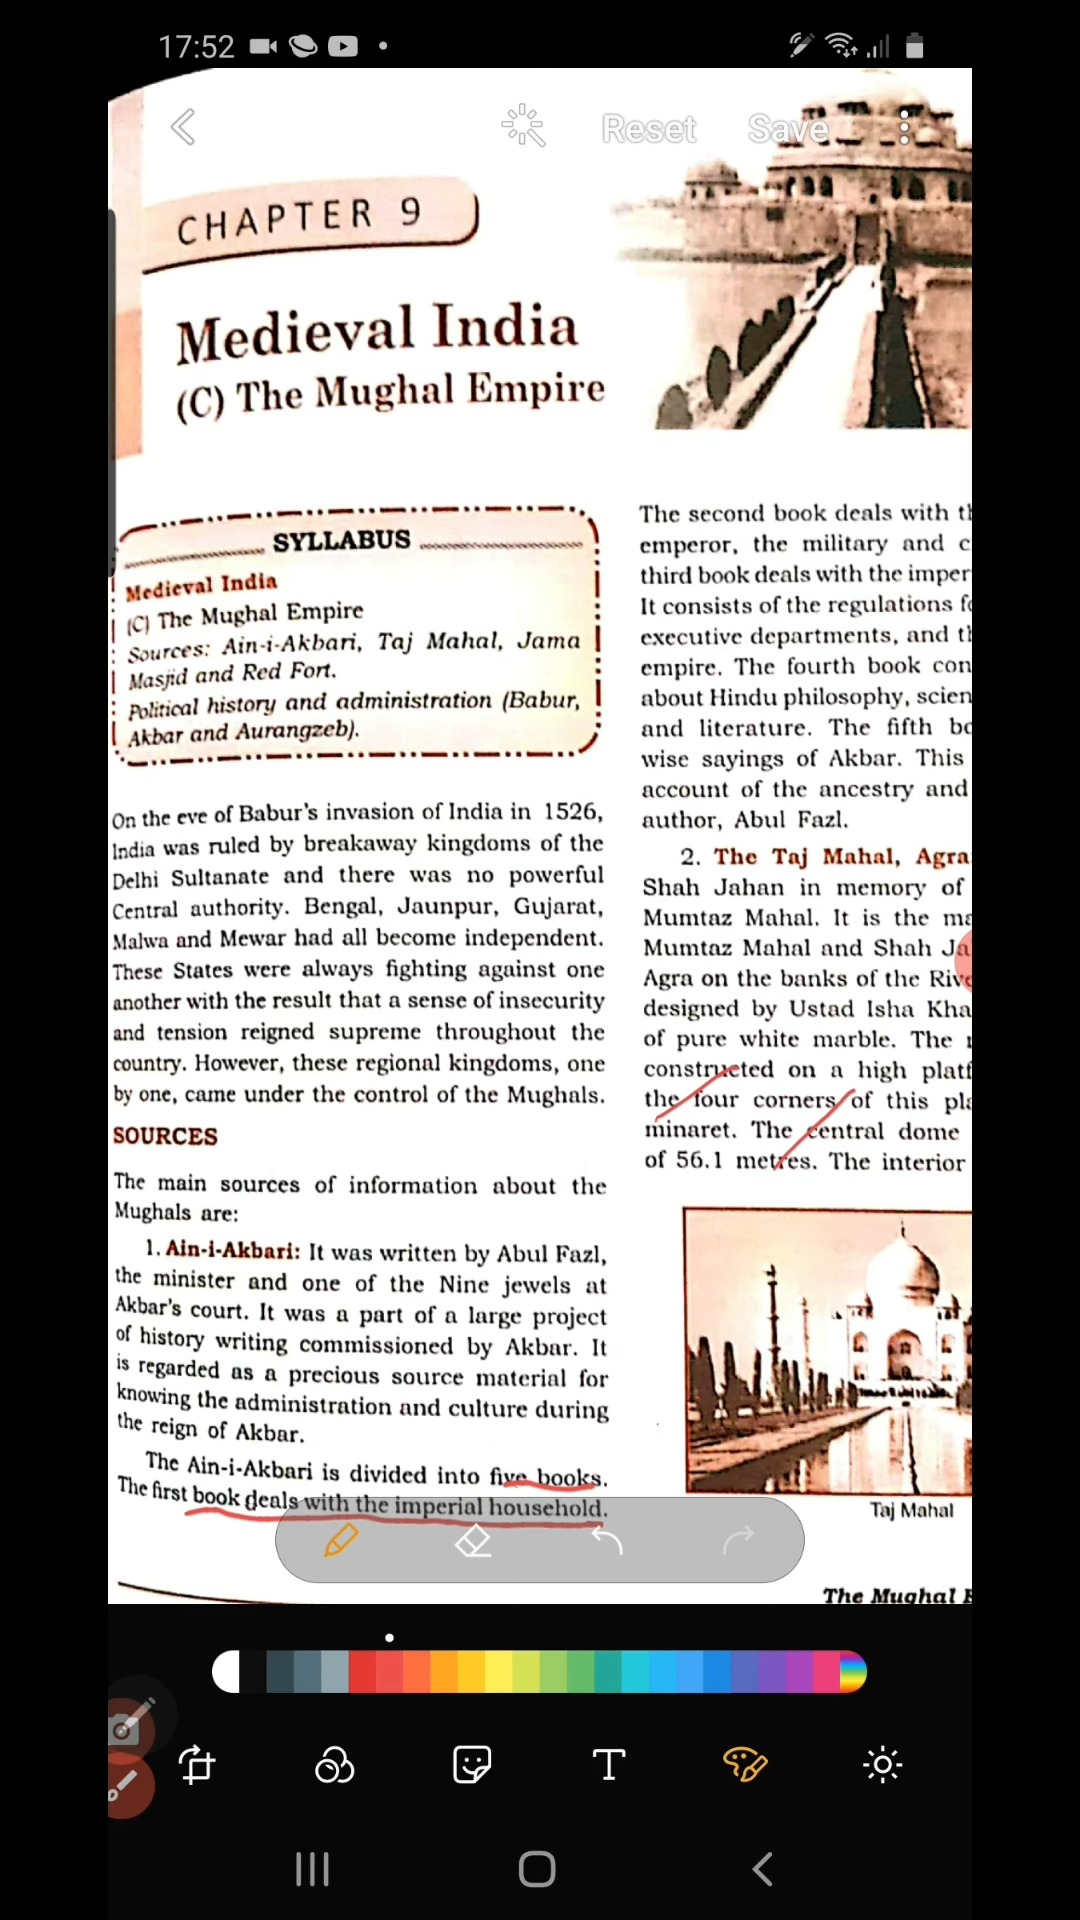 17:52
Reset Save
CHAPTER 9
Medieval India
(C) The Mughal Empire
SYLLABUS
Medieval India
(C) The Mughal Empire
Sources: Ain-i-Akbari, Taj Mahal, Jama
Masjid and Red Fort.
Political history and administration (Babur,
Akbar and Aurangzeb).
On the eve of Babur's invasion of India in 1526,
India was ruled by breakaway kingdoms of the
Delhi Sultanate and there was no powerful
Central authority. Bengal, Jaunpur, Gujarat,
Malwa and Mewar had all become independent.
These States were always fighting against one
another with the result that a sense of insecurity
and tension reigned supreme throughout the
country. However, these regional kingdoms, one
by one, came under the control of the Mughals.
SOURCES
The main sources of information about the
Mughals are:
1. Ain-i-Akbari: It was written by Abul Fazl,
the minister and one of the Nine jewels at
Akbar's court. It was a part of a large project
of history writing commissioned by Akbar. It
is regarded as a precious source material for
knowing the administration and culture during
the reign of Akbar.
The Ain-i-Akbari is divided into five books.
The first book deals with the imperial household.
The second book deals with
emperor, the military and
third book deals with the
It consists of the regulations
executive departments, and
empire. The fourth book
about Hindu philosophy,
and literature. The fifth
wise sayings of Akbar. This
account of the ancestry and
author, Abul Fazl.
2. The Taj Mahal, Agra
Shah Jahan in memory of
Mumtaz Mahal. It is the
Mumtaz Mahal and Shah
Agra on the banks of the
designed by Ustad Isha
of pure white marble. The
constructed on a high
the four corners of this
minaret. The central dome
of 56.1 metres. The interior
Taj Mahal
The Mughal
T